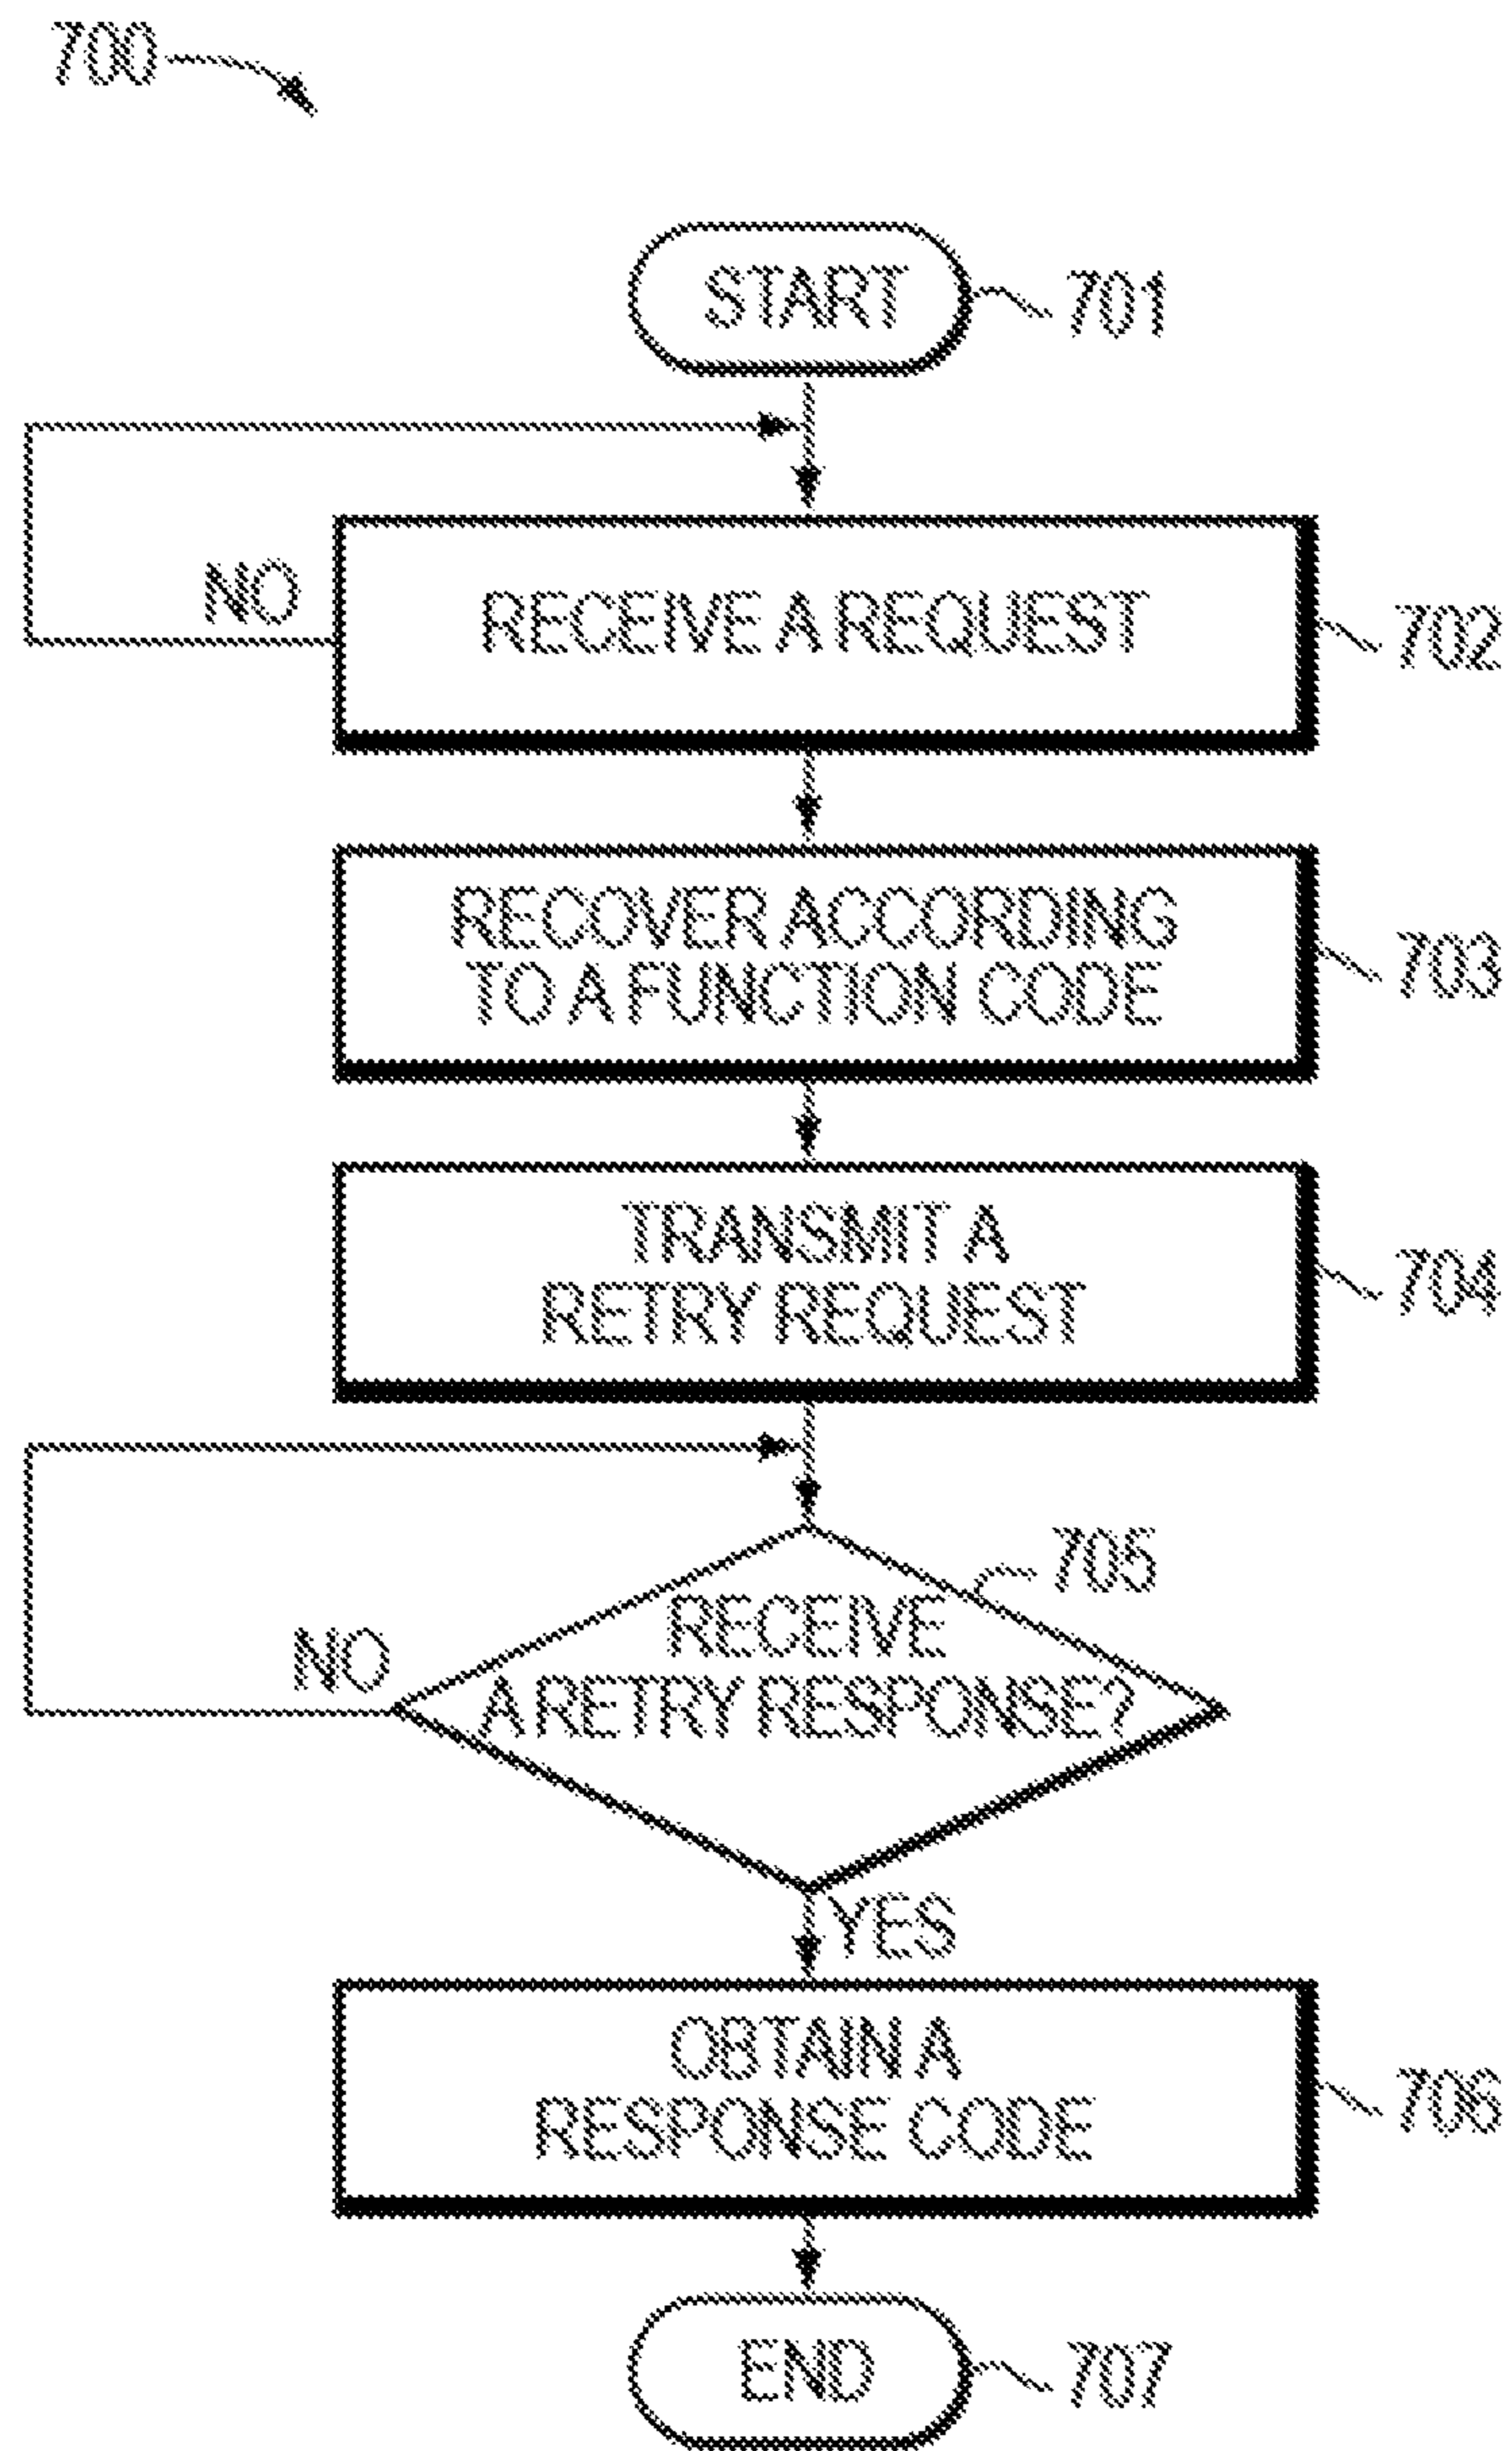 700
START
701
NO
RECEIVE A REQUEST
702
RECOVER ACCORDING
TO A FUNCTION CODE
703
TRANSMIT A
RETRY REQUEST
704
705
RECEIVE
A RETRY RESPONSE?
NO
YES
OBTAIN A
RESPONSE CODE
706
END
707